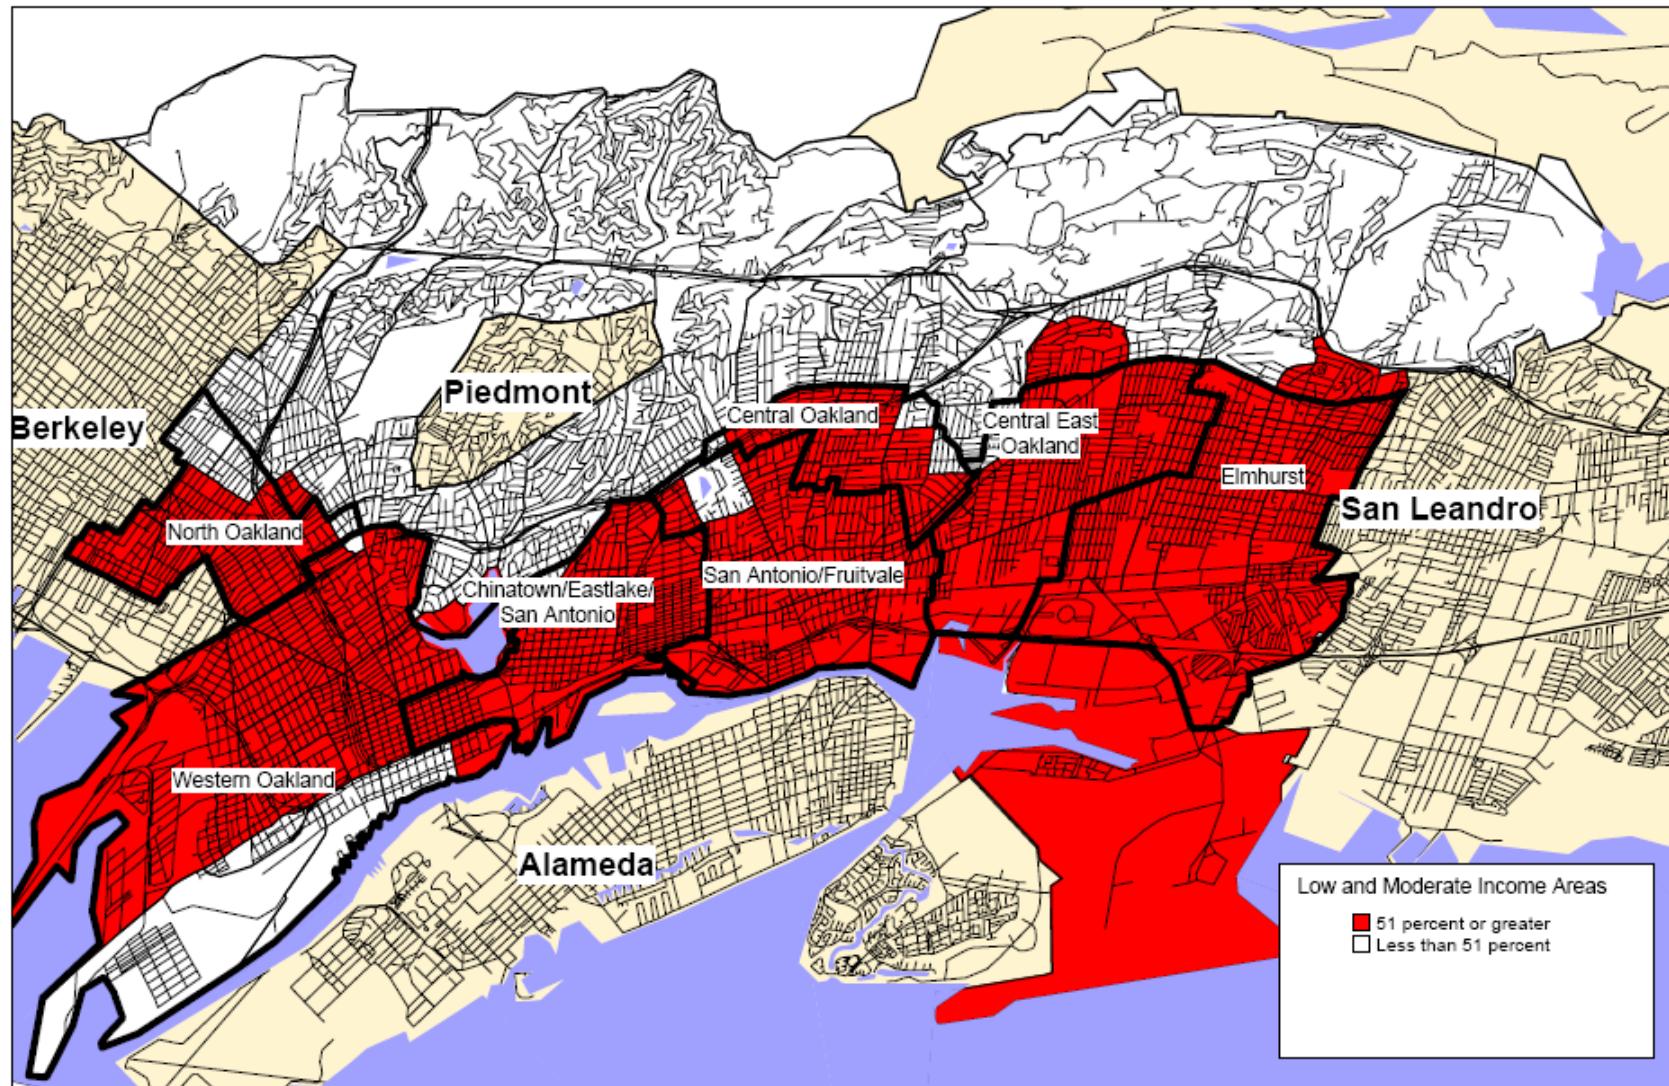 Piedmont
Berkeley
Central Oakland
Central East
Oakland
Elmhurst
San Leandro
North Oakland
San Antonio/Fruitvale
Chinatown/Eastlake/
San Antonio
Western Oakland
Alameda
Low and Moderate Income Areas
51 percent or greater
Less than 51 percent